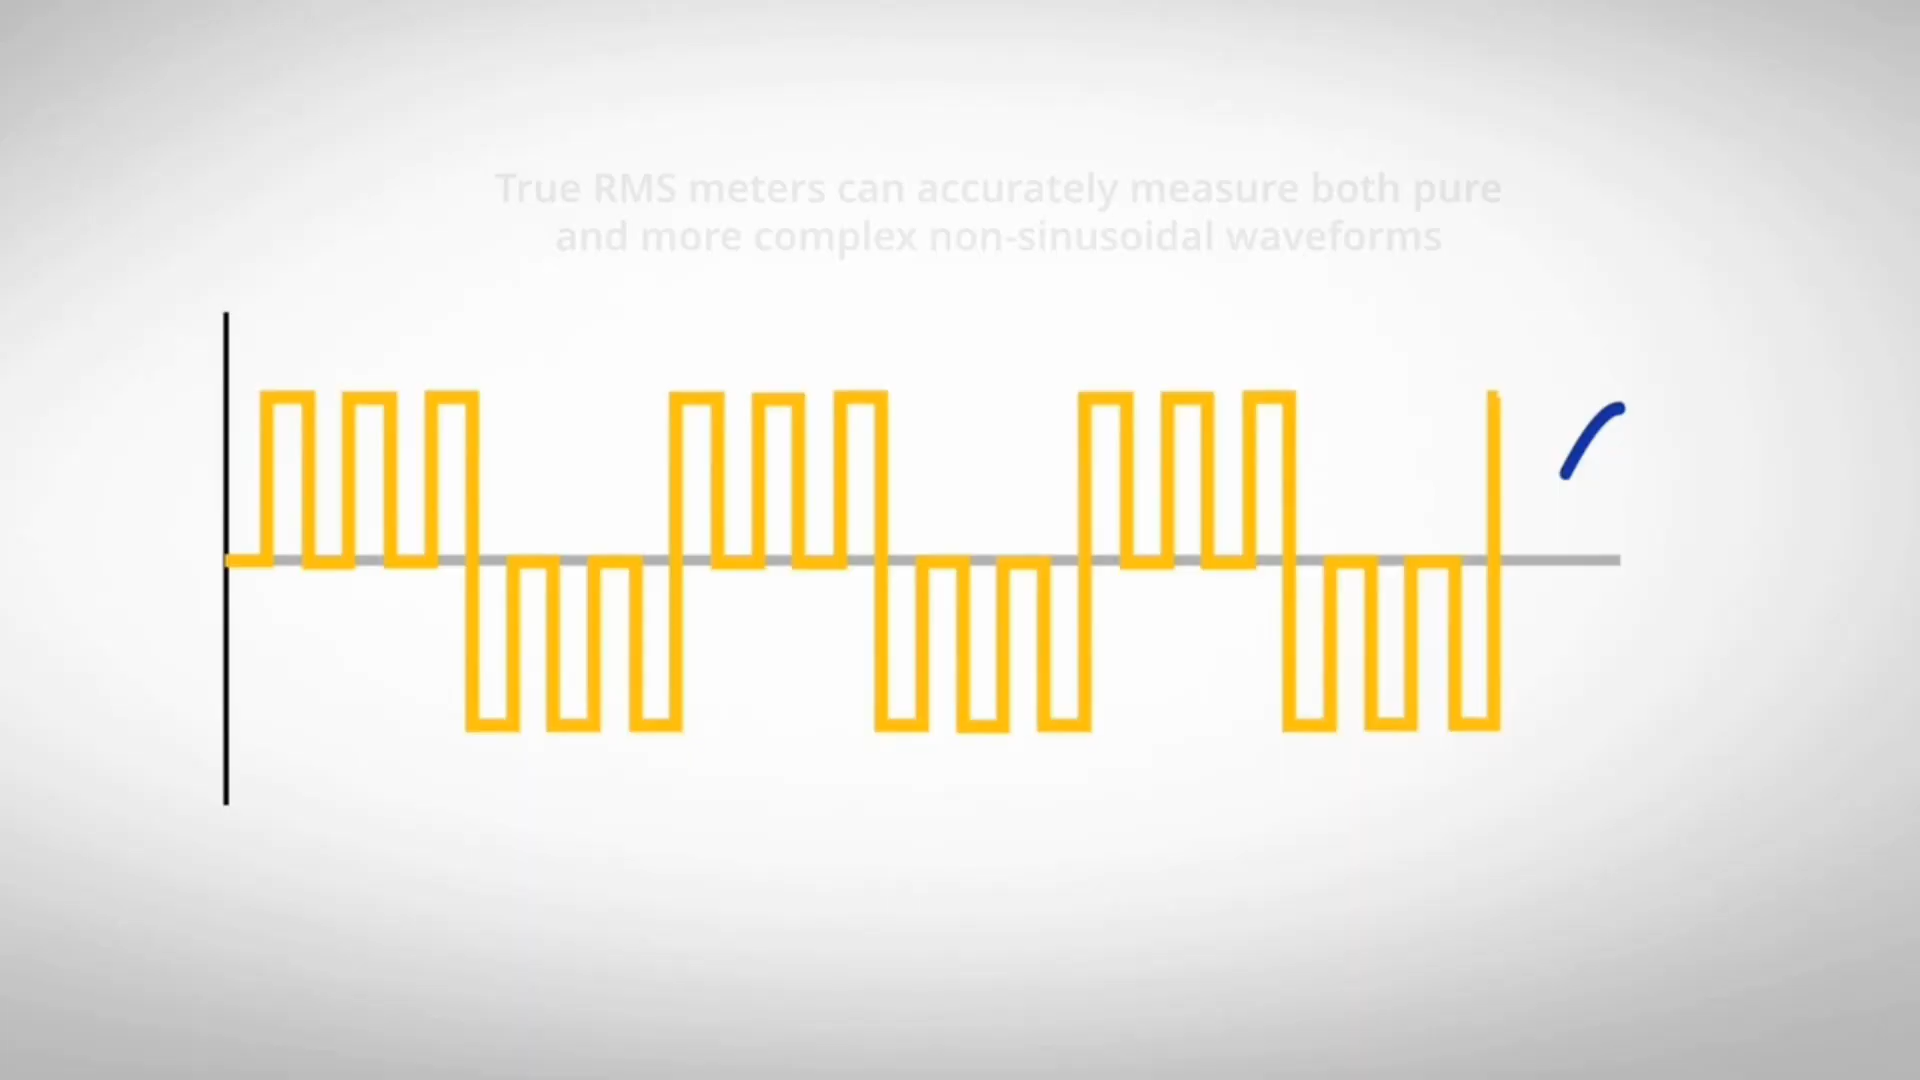 True RMS meters can accurately measure both pure
and more complex non-sinusoidal waveforms